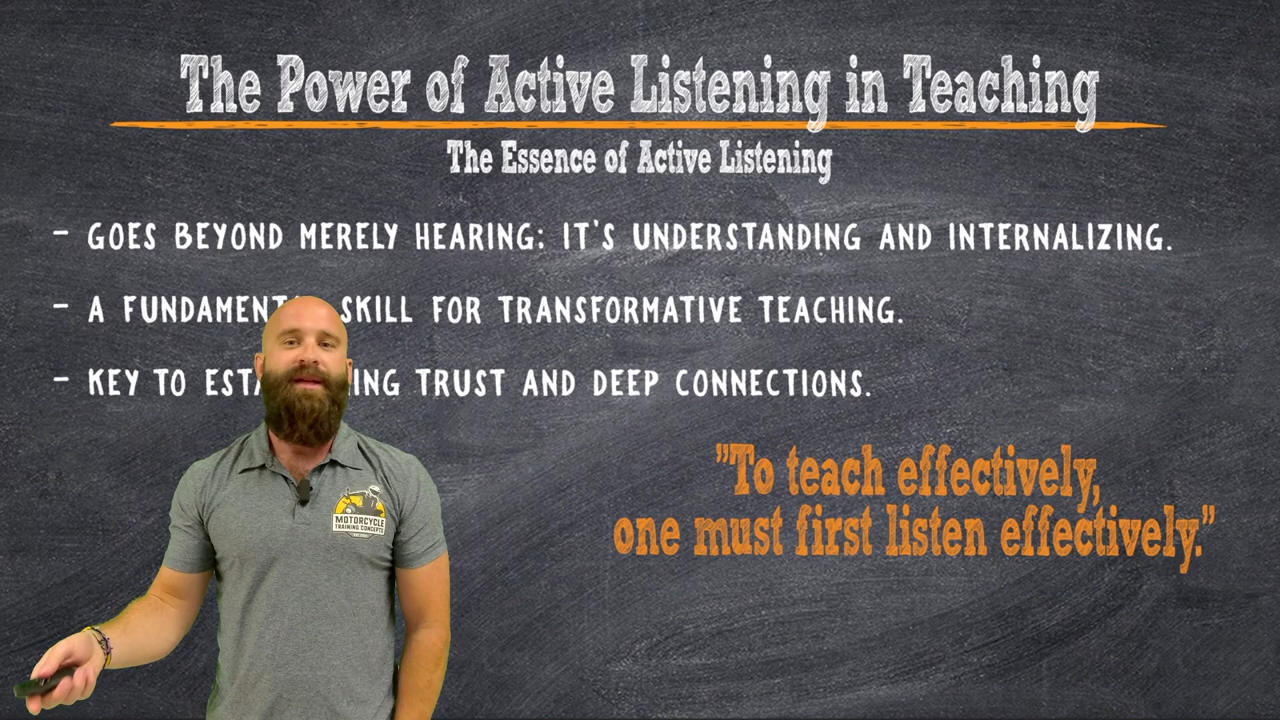 The Power of Active Listening in Teaching
The Essence of Active Listening
- GOES BEYOND MERELY HEARING; IT'S UNDERSTANDING AND INTERNALIZING.
- A SKILL FOR TRANSFORMATIVE TEACHING.
- KEY TO TRUST AND DEEP CONNECTIONS.
"To teach effectively,
one must first listen effectively."
MOTORCYCLE
TRAINING CONCEPTS